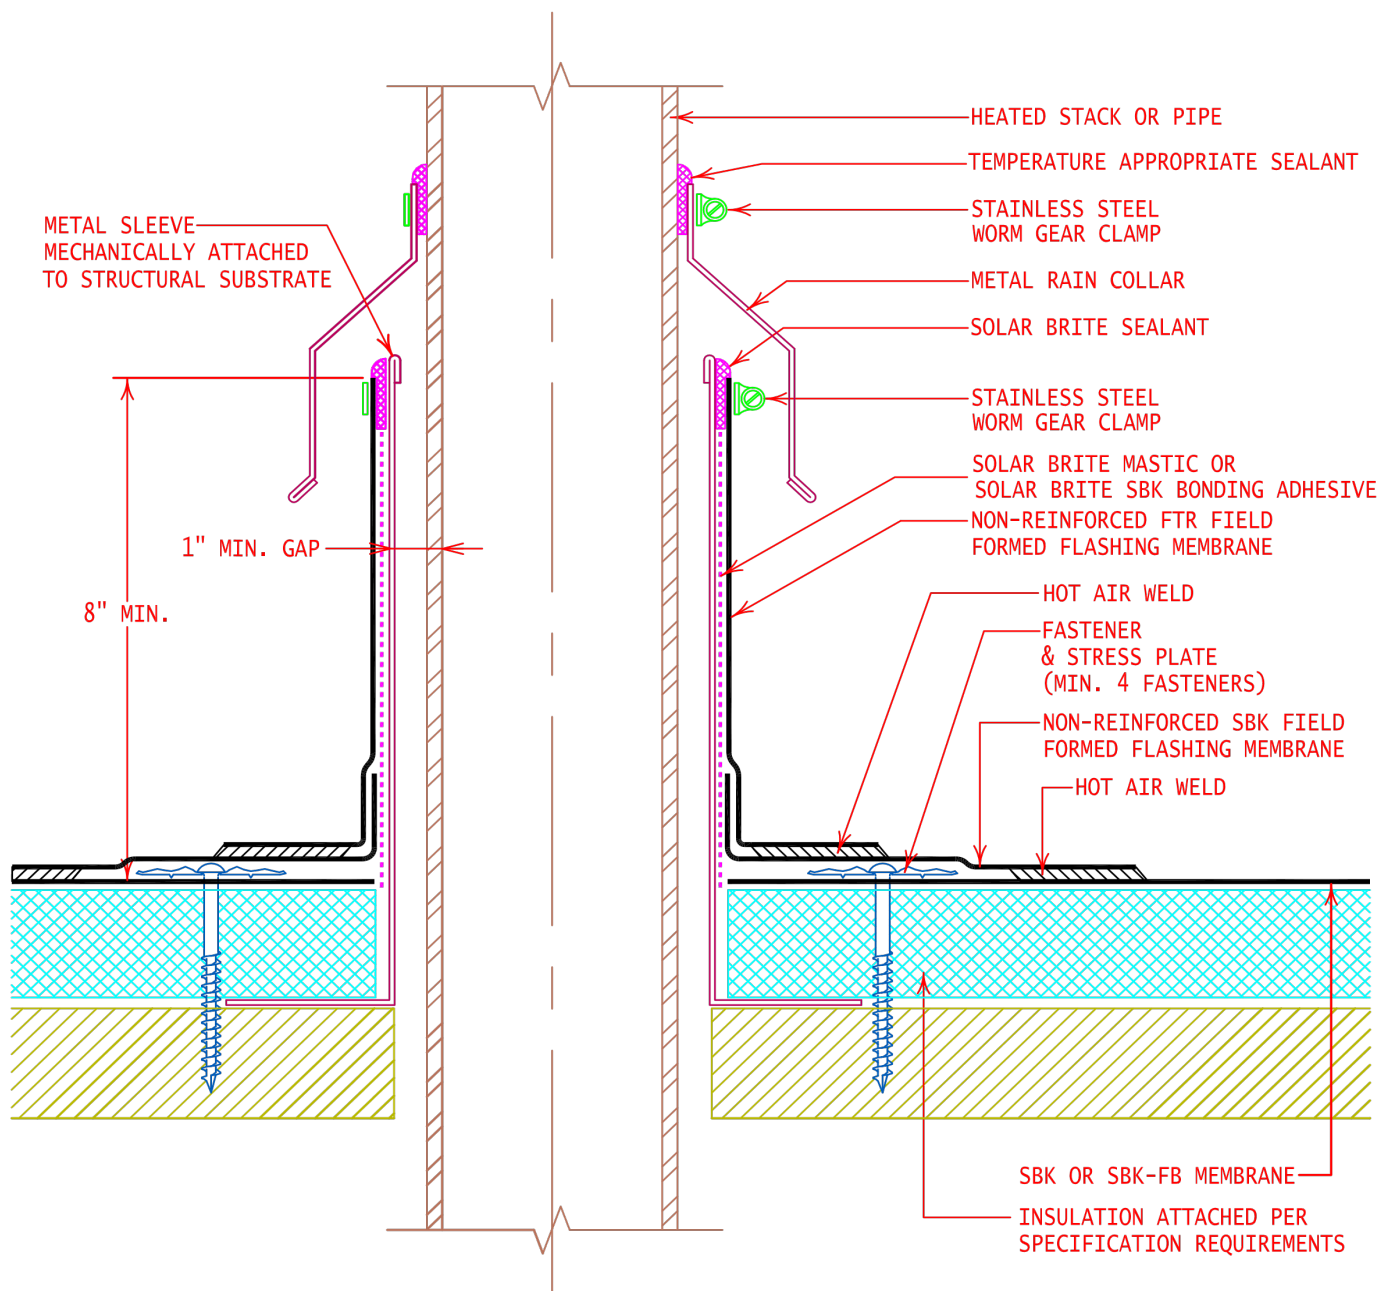 HEATED STACK OR PIPE
TEMPERATURE APPROPRIATE SEALANT
STAINLESS STEEL
WORM GEAR CLAMP
METAL SLEEVE
MECHANICALLY ATTACHED
TO STRUCTURAL SUBSTRATE
METAL RAIN COLLAR
SOLAR BRITE SEALANT
STAINLESS STEEL
WORM GEAR CLAMP
SOLAR BRITE MASTIC OR
SOLAR BRITE SBK BONDING ADHESIVE
NON-REINFORCED FTR FIELD
FORMED FLASHING MEMBRANE
1" MIN. GAP
HOT AIR WELD
8" MIN.
FASTENER
& STRESS PLATE
(MIN. 4 FASTENERS)
NON-REINFORCED SBK FIELD
FORMED FLASHING MEMBRANE
HOT AIR WELD
SBK OR SBK-FB MEMBRANE
INSULATION ATTACHED PER
SPECIFICATION REQUIREMENTS